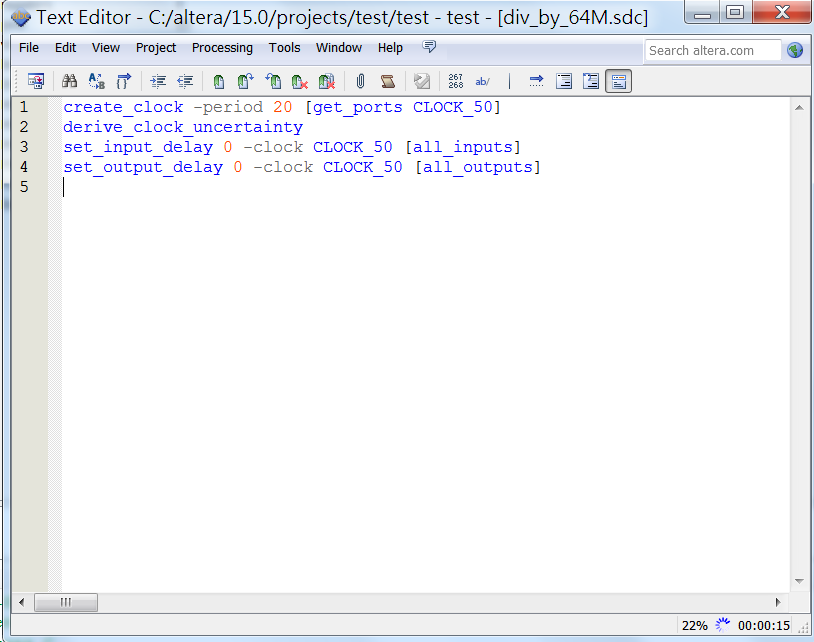 Text Editor - C:/altera/15.0/projects/test/test - test - [div_by_64M.sdc]
File Edit View Project Processing Tools Window Help
Search altera.com
267
268
ab/
1 create_clock -period 20 [get_ports CLOCK_50]
2 derive_clock_uncertainty
3 set_input_delay 0 -clock CLOCK_50 [all_inputs]
4 set_output_delay 0 -clock CLOCK_50 [all_outputs]
5
22% 00:00:15